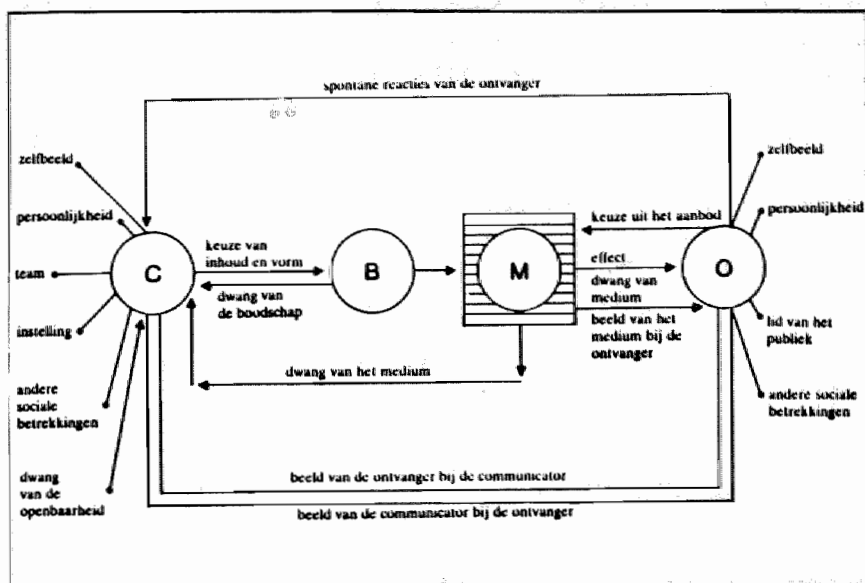 spontane reacties van de ontvanger
zelfbeeld
persoonlijkheid
team
instelling
andere
sociale
betrekkingen
dwang
van de
openbaarheid
C
keuze van
inhoud en vorm
dwang van
de boodschap
B
M
keuze uit het aanbod
effect
dwang van
medium
beeld van het
medium bij de
ontvanger
O
zelfbeeld
persoonlijkheid
lid van het
publiek
andere sociale
betrekkingen
dwang van het medium
beeld van de ontvanger bij de communicator
beeld van de communicator bij de ontvanger